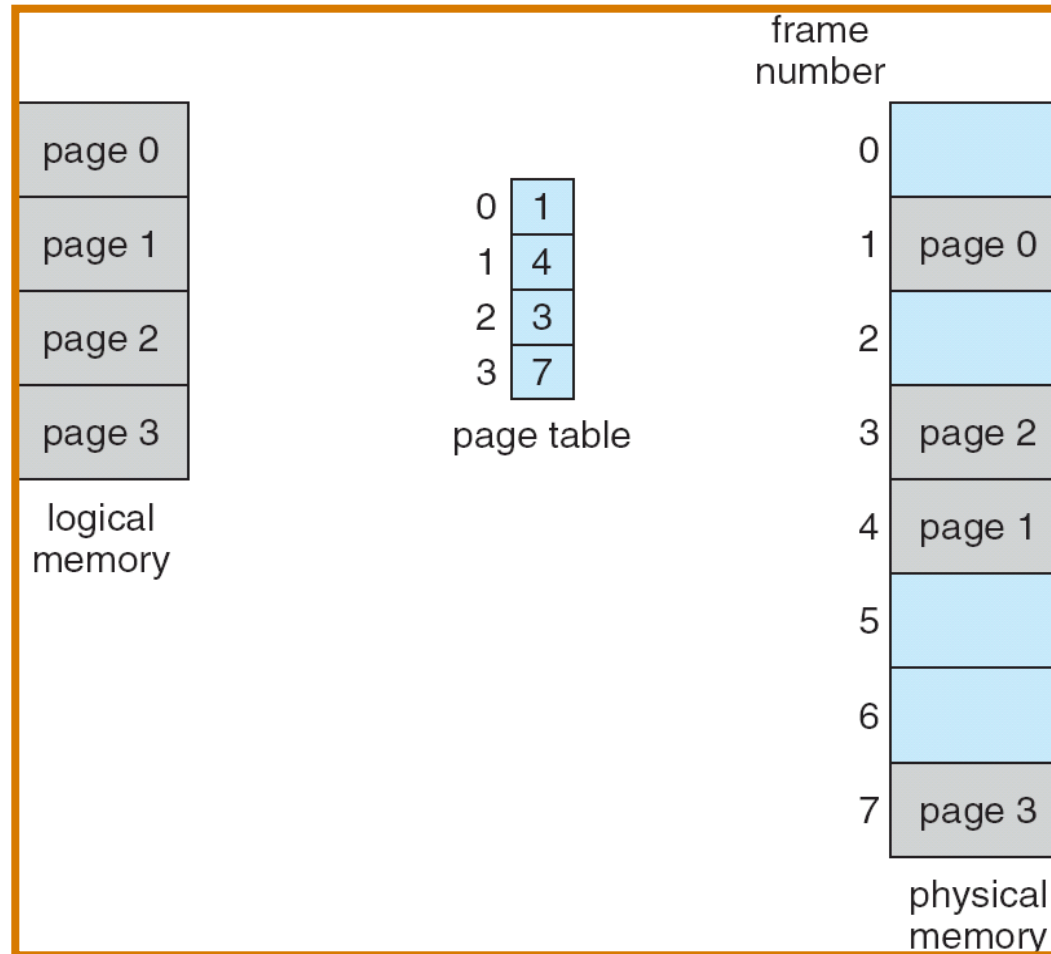 frame
number
page 0
page 1
page 2
page 3
logical
memory
0 1
1 4
2 3
3 7
page table
0
1 page 0
2
3 page 2
4 page 1
5
6
7 page 3
physical
memory